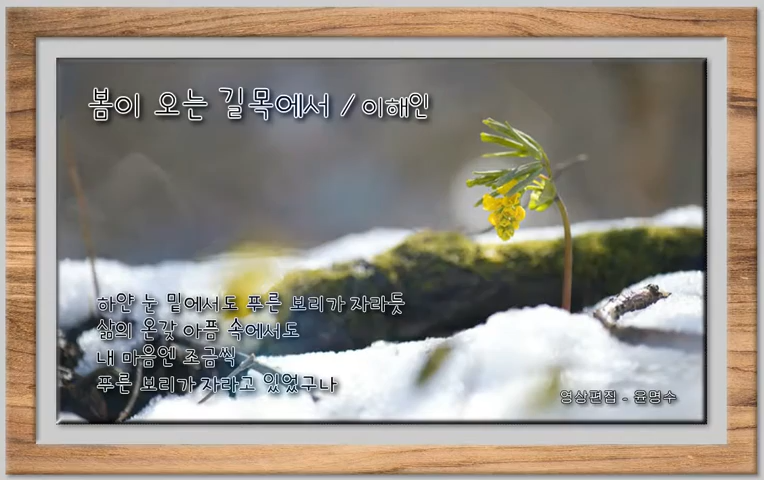 봄이 오는 길목에서 / 이해인
하얀 눈 밑에서도 푸른 보리가 자라듯
삶의 온갖 아픔 속에서도
내 마음엔 조금씩
푸른 보리가 자라고 있었구나
영상편집 - 윤명수